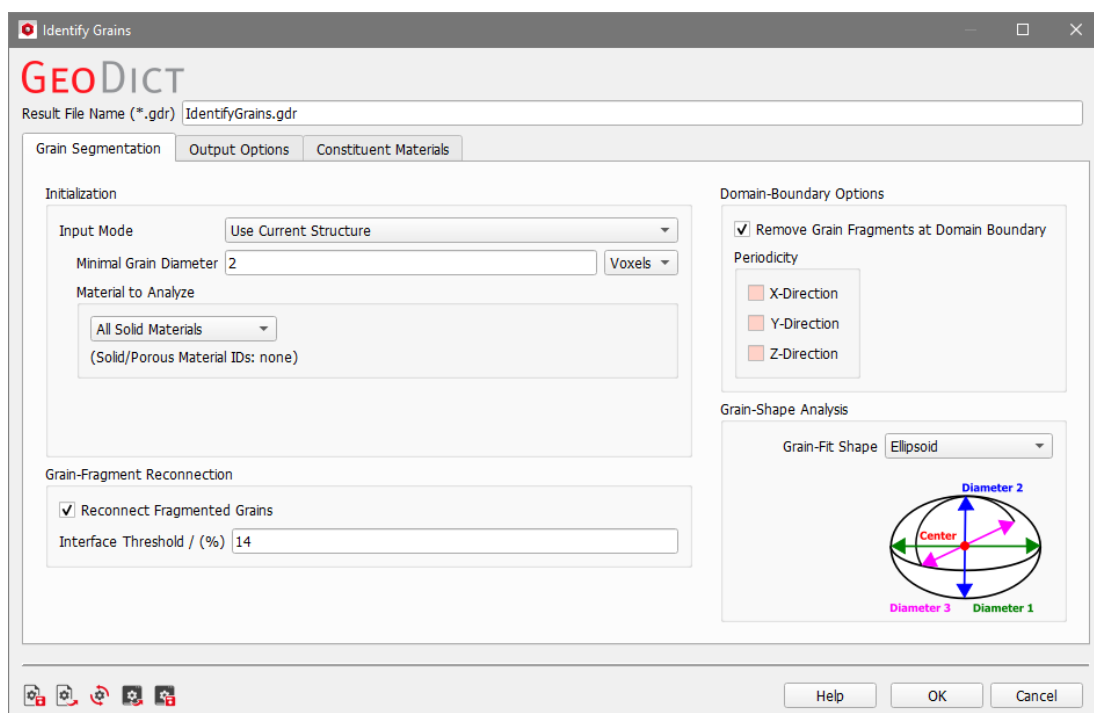 Identify Grains
GEODICT
Result File Name (*.gdr) IdentifyGrains.gdr
Grain Segmentation Output Options Constituent Materials
Initialization
Input Mode Use Current Structure
Minimal Grain Diameter 2 Voxels
Material to Analyze
All Solid Materials
(Solid/Porous Material IDs: none)
Grain-Fragment Reconnection
Reconnect Fragmented Grains
Interface Threshold / (%) 14
Domain-Boundary Options
Remove Grain Fragments at Domain Boundary
Periodicity
X-Direction
Y-Direction
Z-Direction
Grain-Shape Analysis
Grain-Fit Shape Ellipsoid
Diameter 2
Center
Diameter 3 Diameter 1
Help OK Cancel